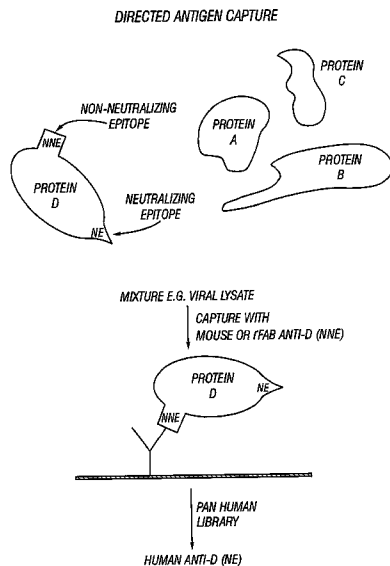 DIRECTED ANTIGEN CAPTURE
PROTEIN
C
NON-NEUTRALIZING
EPITOPE
NNE
PROTEIN
A
PROTEIN
B
PROTEIN
D
NEUTRALIZING
EPITOPE
NE
MIXTURE E.G. VIRAL LYSATE
CAPTURE WITH
MOUSE OR rFAB ANTI-D (NNE)
PROTEIN
D
NE
NNE
PAN HUMAN
LIBRARY
HUMAN ANTI-D (NE)